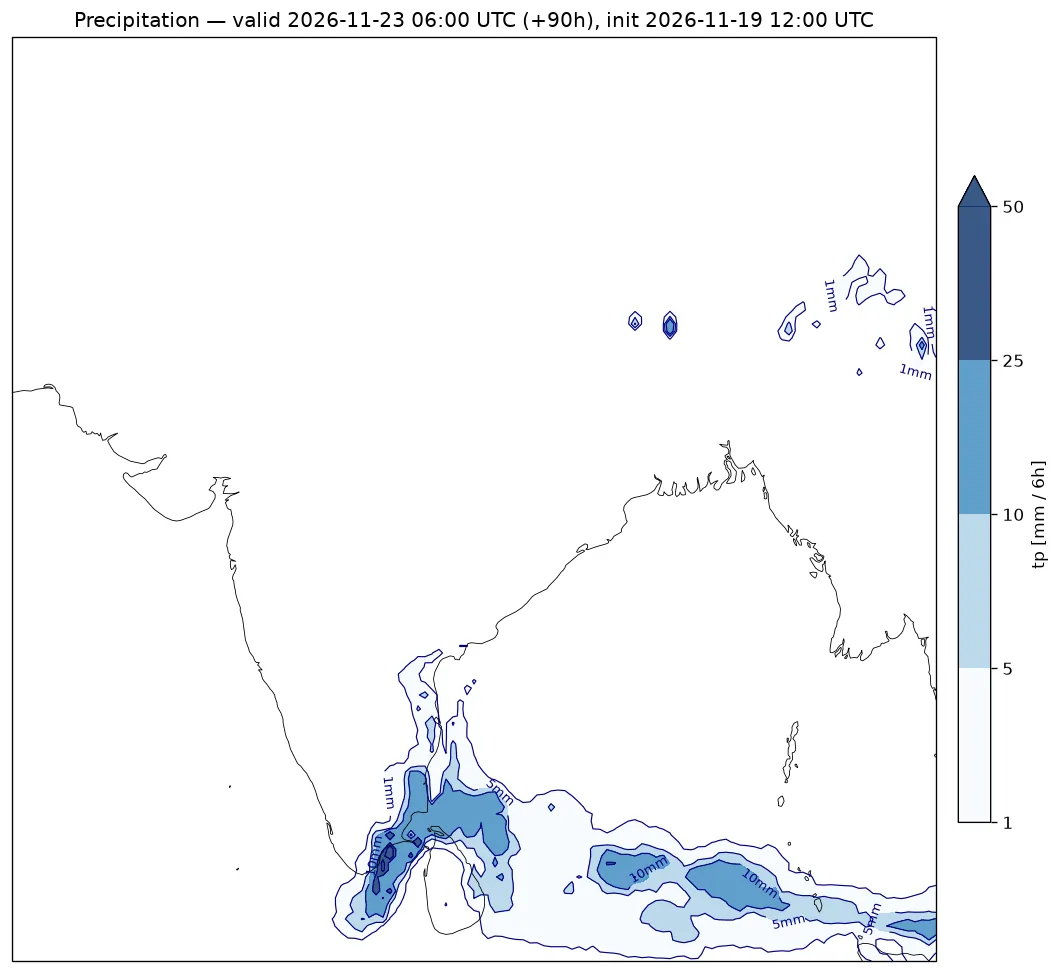 Precipitation — valid 2026-11-23 06:00 UTC (+90h), init 2026-11-19 12:00 UTC
50
25
10
5
1
tp [mm / 6h]
1mm
1mm
1mm
1mm
5mm
10mm
10mm
10mm
5mm
5mm